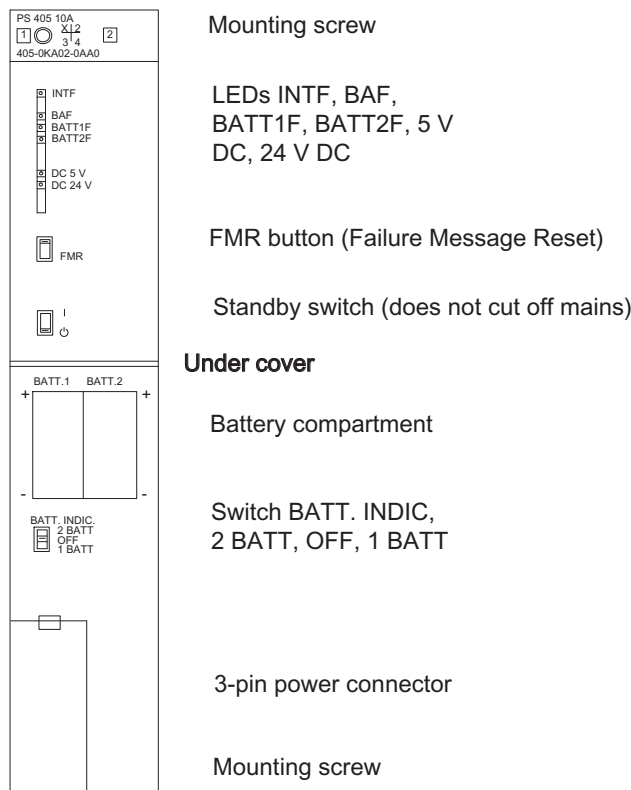 PS 405 10A
1 X 2
3 4 2
405-0KA02-0AA0
Mounting screw
INTF
BAF
BATT1F
BATT2F
DC 5 V
DC 24 V
LEDs INTF, BAF,
BATT1F, BATT2F, 5 V
DC, 24 V DC
FMR
FMR button (Failure Message Reset)
I
Standby switch (does not cut off mains)
Under cover
BATT.1 BATT.2
+ +
- -
Battery compartment
BATT. INDIC.
2 BATT
OFF
1 BATT
Switch BATT. INDIC,
2 BATT, OFF, 1 BATT
3-pin power connector
Mounting screw